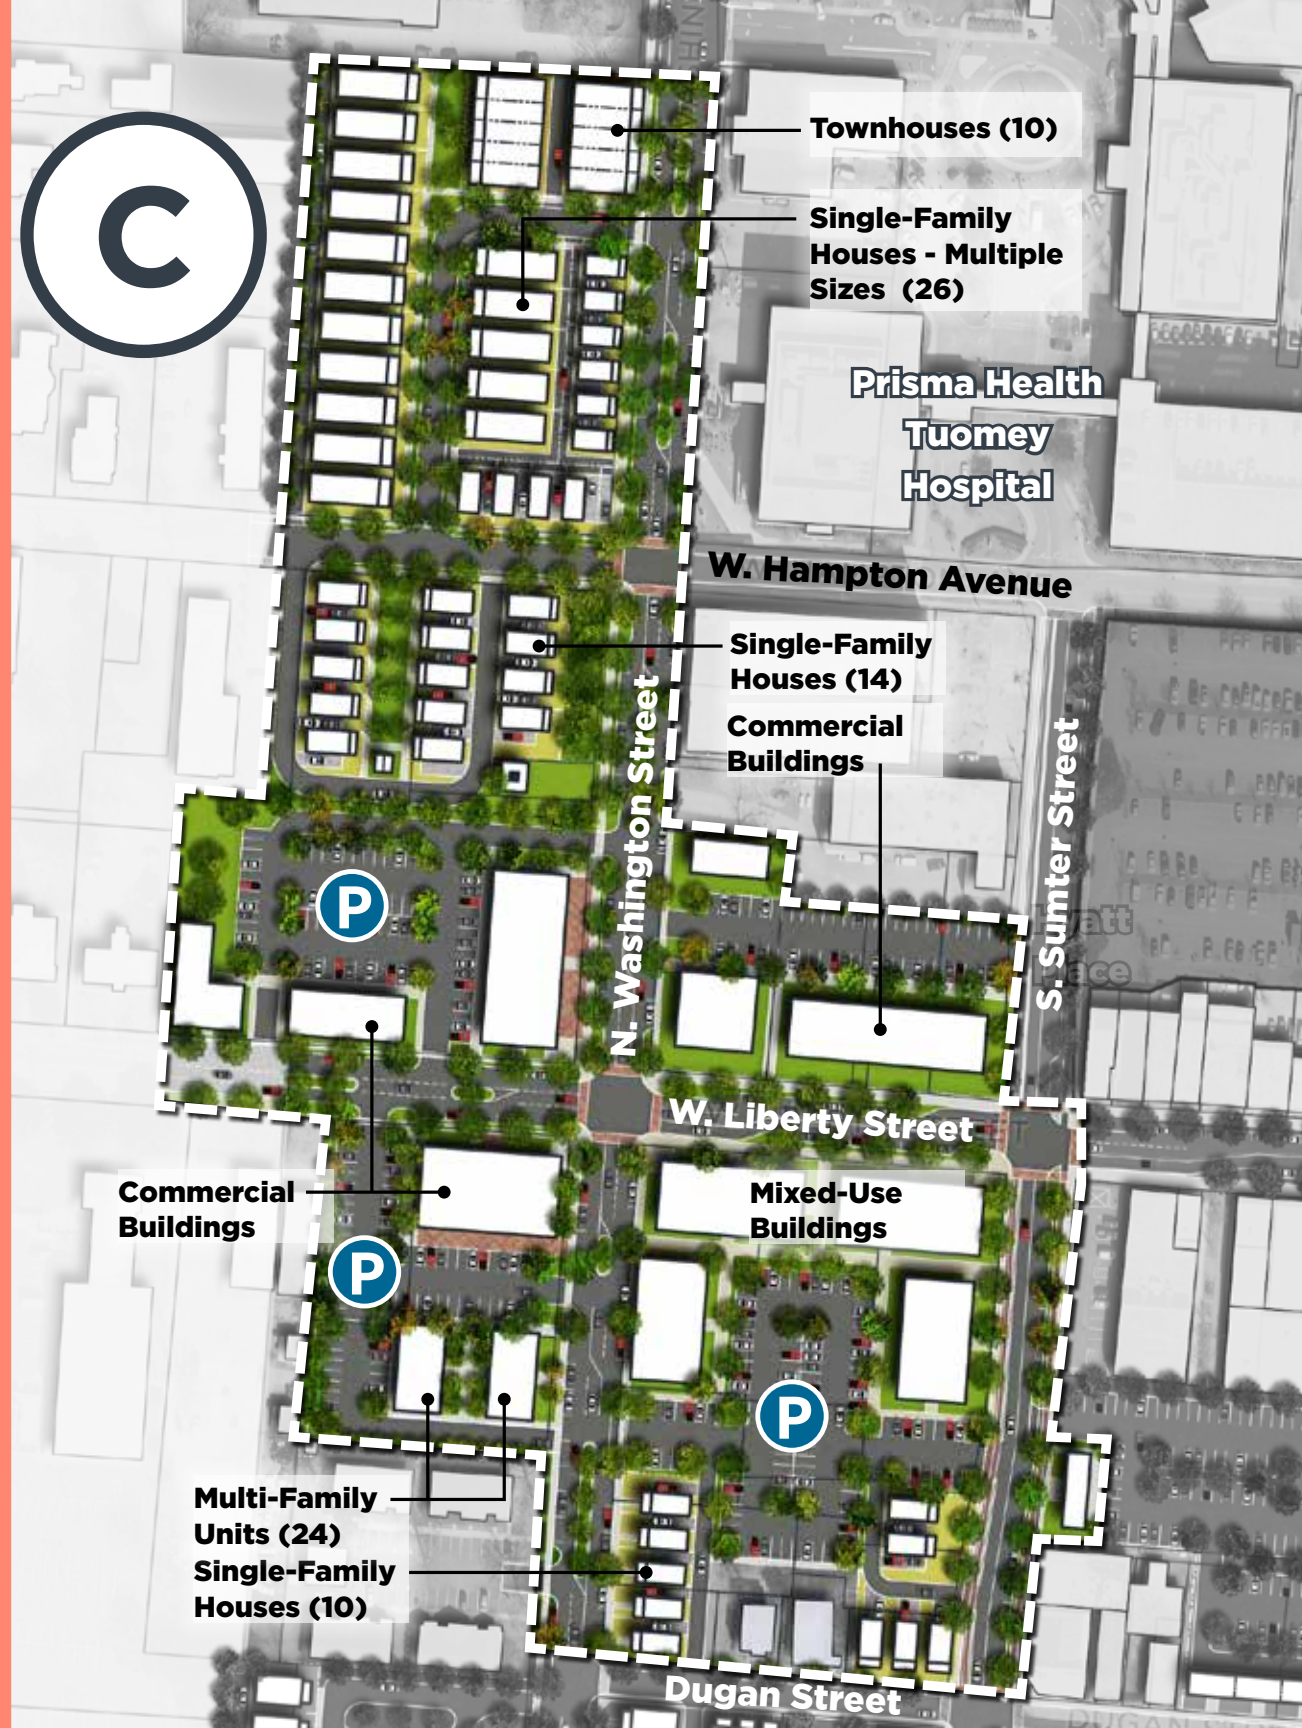 C
Townhouses (10)
Single-Family
Houses - Multiple
Sizes (26)
Prisma Health
Tuomey
Hospital
W. Hampton Avenue
Single-Family
Houses (14)
Commercial
Buildings
N. Washington Street
S. Sumter Street
P
W. Liberty Street
Commercial
Buildings
Mixed-Use
Buildings
P
P
Multi-Family
Units (24)
Single-Family
Houses (10)
Dugan Street